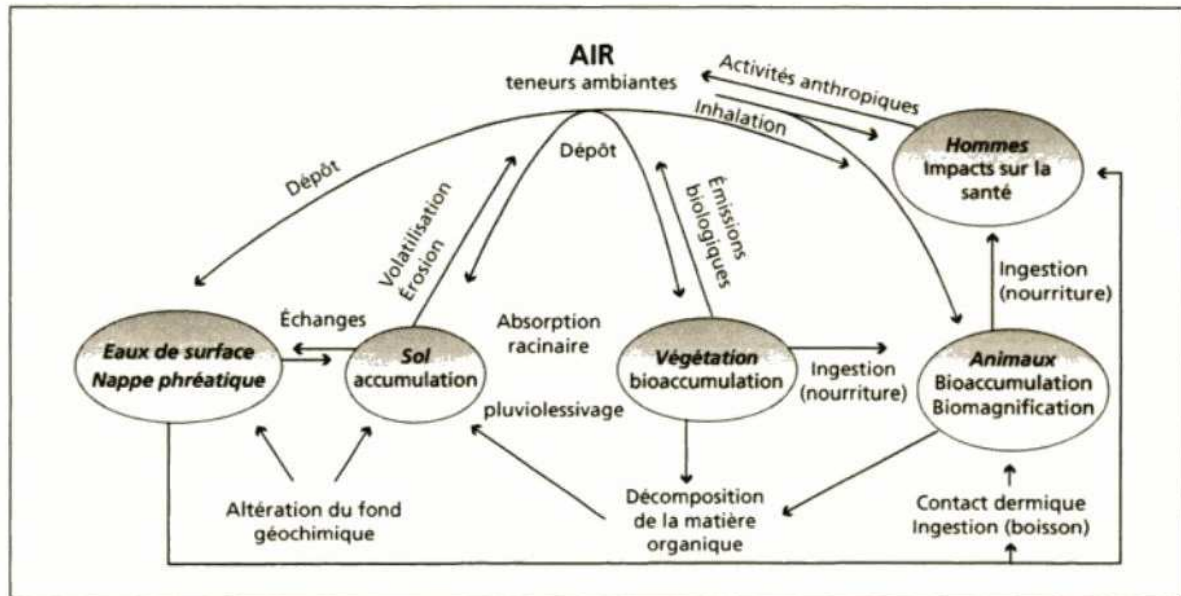 AIR
teneurs ambiantes
Activités anthropiques
Inhalation
Hommes
Impacts sur la
santé
Dépôt
Dépôt
Volatilisation
Érosion
Émissions
biologiques
Ingestion
(nourriture)
Échanges
Absorption
racinaire
Eaux de surface
Nappe phréatique
Sol
accumulation
Végétation
bioaccumulation
Ingestion
(nourriture)
Animaux
Bioaccumulation
Biomagnification
pluviolessivage
Altération du fond
géochimique
Décomposition
de la matière
organique
Contact dermique
Ingestion (boisson)